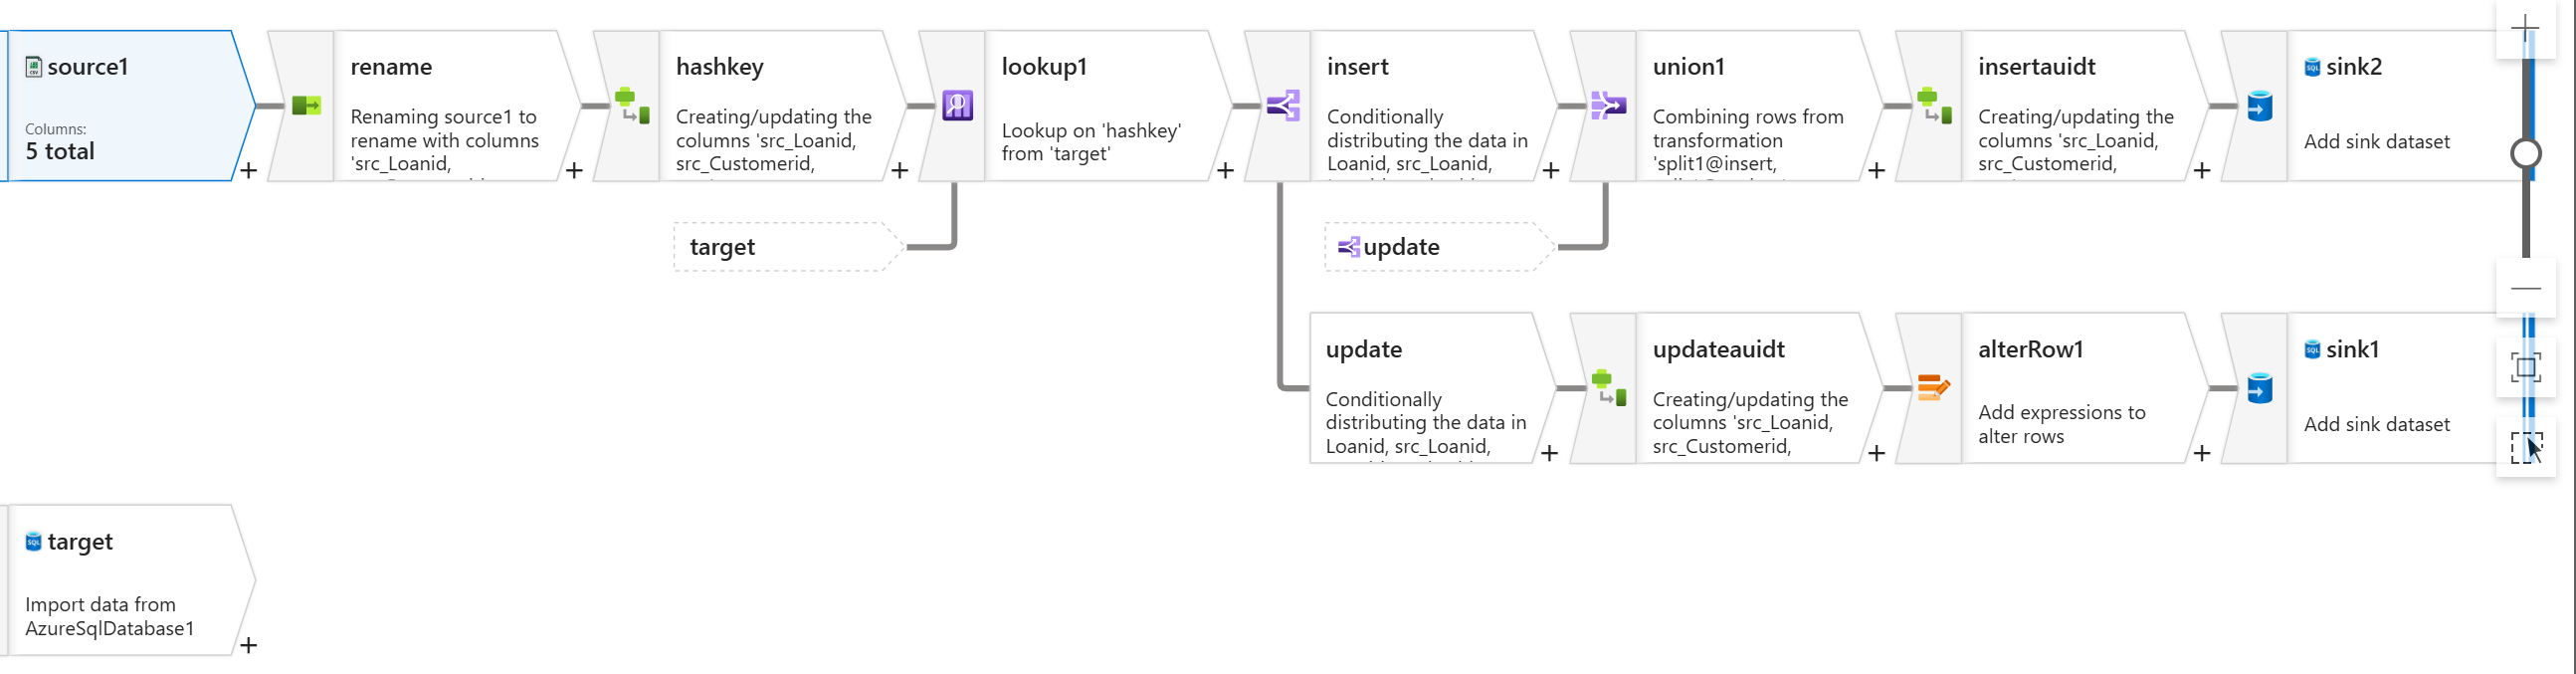 source1
Columns:
5 total
rename
Renaming source1 to
rename with columns
'src_Loanid,
hashkey
Creating/updating the
columns 'src_Loanid,
src_Customerid,
lookup1
Lookup on 'hashkey'
from 'target'
insert
Conditionally
distributing the data in
Loanid, src_Loanid,
union1
Combining rows from
transformation
'split1@insert,
insertauidt
Creating/updating the
columns 'src_Loanid,
src_Customerid,
SQL sink2
Add sink dataset
target
update
update
Conditionally
distributing the data in
Loanid, src_Loanid,
updateauidt
Creating/updating the
columns 'src_Loanid,
src_Customerid,
alterRow1
Add expressions to
alter rows
SQL sink1
Add sink dataset
SQL target
Import data from
AzureSqlDatabase1